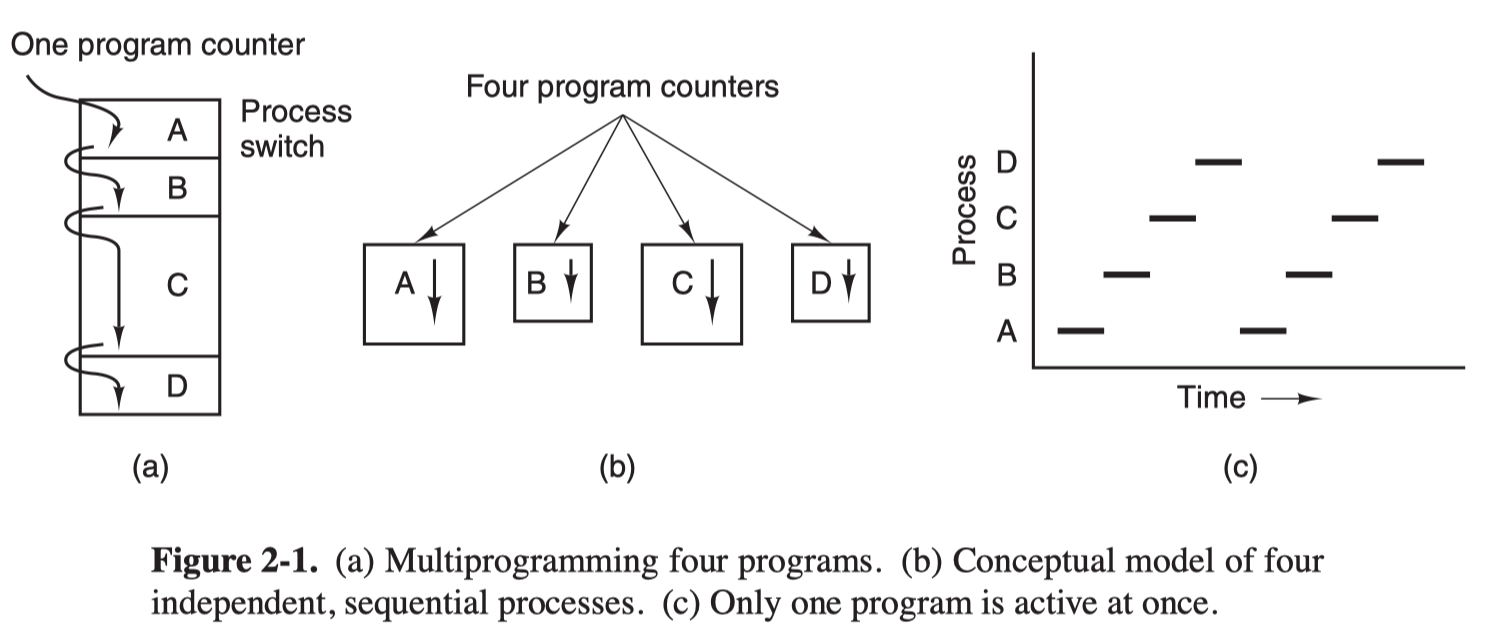 One program counter
Process
switch
A
B
C
D
(a)
Four program counters
A
B
C
D
(b)
Process
D
C
B
A
Time
(c)
Figure 2-1. (a) Multiprogramming four programs. (b) Conceptual model of four
independent, sequential processes. (c) Only one program is active at once.